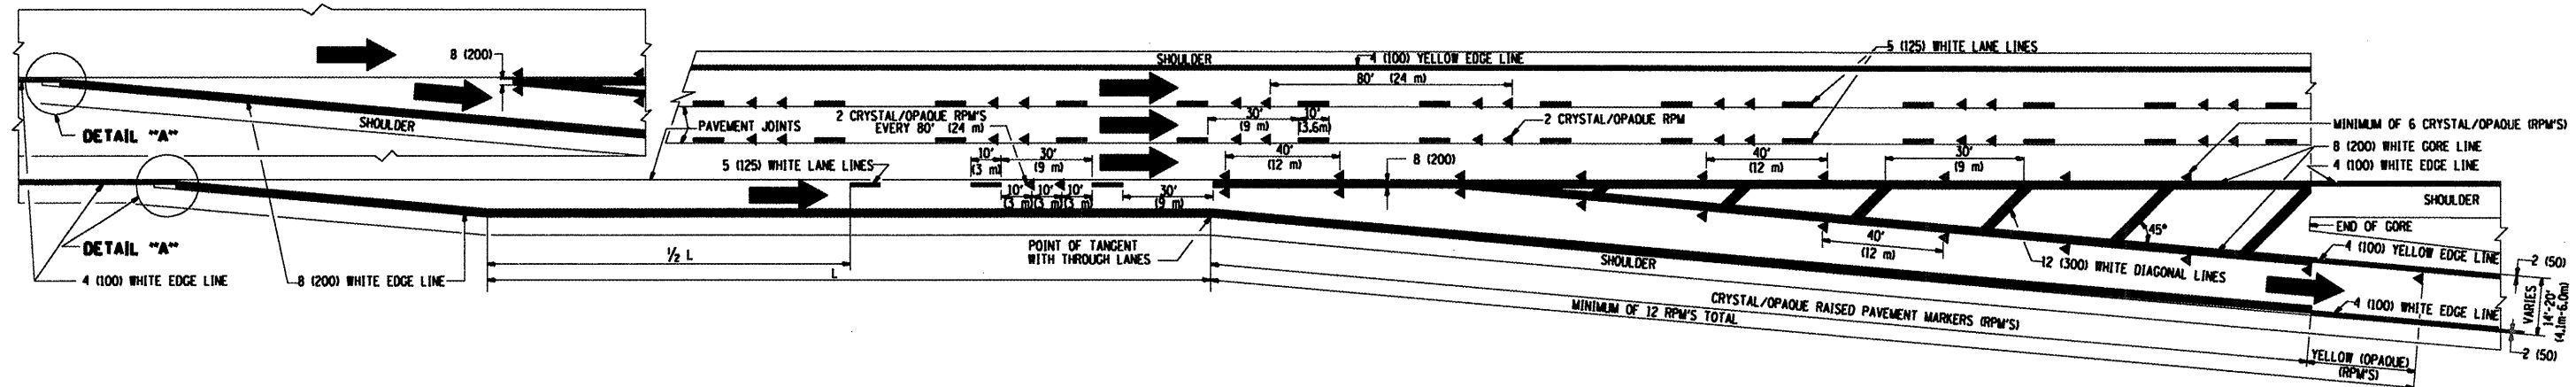 8 (200)
DETAIL "A"
SHOULDER
SHOULDER
4 (100) YELLOW EDGE LINE
5 (125) WHITE LANE LINES
80' (24 m)
PAVEMENT JOINTS
2 CRYSTAL/OPAQUE RPM'S
EVERY 80' (24 m)
30'
(9 m)
10'
(3.6m)
2 CRYSTAL/OPAQUE RPM
MINIMUM OF 6 CRYSTAL/OPAQUE (RPM'S)
8 (200) WHITE GORE LINE
4 (100) WHITE EDGE LINE
5 (125) WHITE LANE LINES
10'
(3 m)
30'
(9 m)
40'
(12 m)
8 (200)
40'
(12 m)
30'
(9 m)
10'
(3 m)
10'
(3 m)
10'
(3 m)
30'
(9 m)
SHOULDER
END OF GORE
45°
DETAIL "A"
4 (100) WHITE EDGE LINE
8 (200) WHITE EDGE LINE
1/2 L
L
POINT OF TANGENT
WITH THROUGH LANES
SHOULDER
40'
(12 m)
12 (300) WHITE DIAGONAL LINES
4 (100) YELLOW EDGE LINE
2 (50)
VARIES
14'-20'
(4.1m-6.0m)
4 (100) WHITE EDGE LINE
2 (50)
CRYSTAL/OPAQUE RAISED PAVEMENT MARKERS (RPM'S)
MINIMUM OF 12 RPM'S TOTAL
YELLOW (OPAQUE)
(RPM'S)